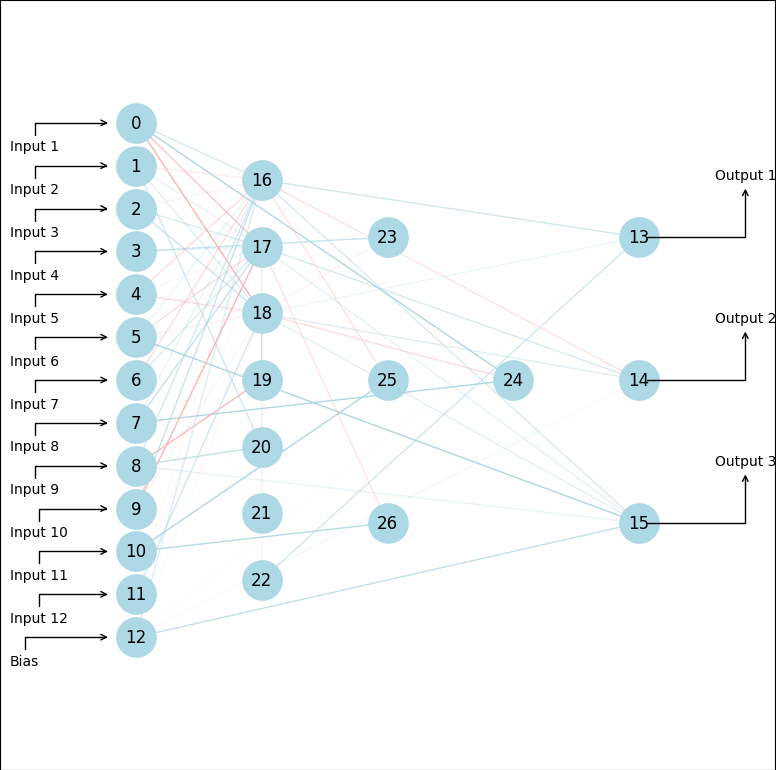 0
Input 1
1
Output 1
Input 2
16
2
Input 3
23
13
17
3
Input 4
4
18
Output 2
Input 5
5
Input 6
6
19
25
24
14
Input 7
7
Input 8
20
8
Output 3
Input 9
9
21
Input 10
26
15
10
Input 11
22
11
Input 12
12
Bias